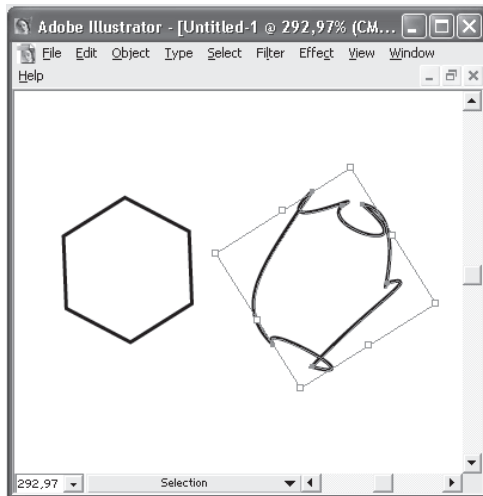 Adobe Illustrator - [Untitled-1 @ 292,97% (CM...
File Edit Object Type Select Filter Effect View Window
Help
292,97 Selection